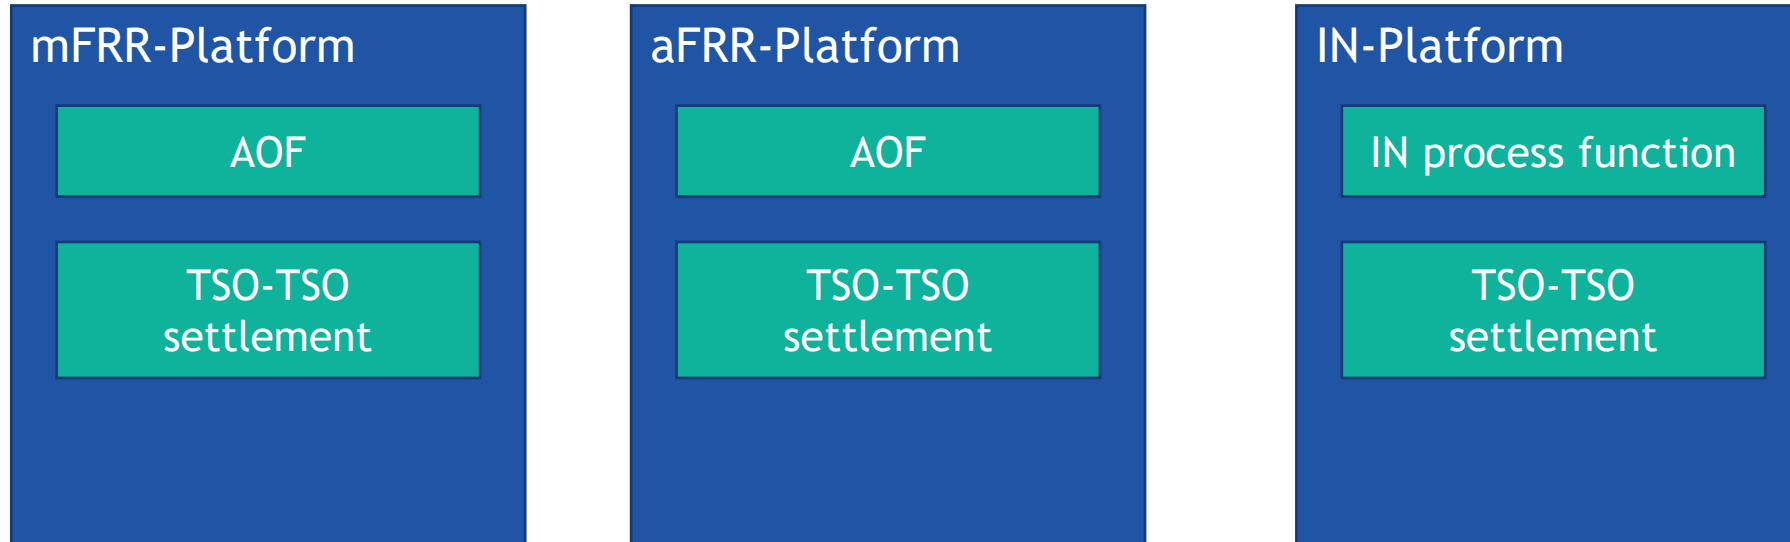 mFRR-Platform
AOF
TSO-TSO
settlement
aFRR-Platform
AOF
TSO-TSO
settlement
IN-Platform
IN process function
TSO-TSO
settlement